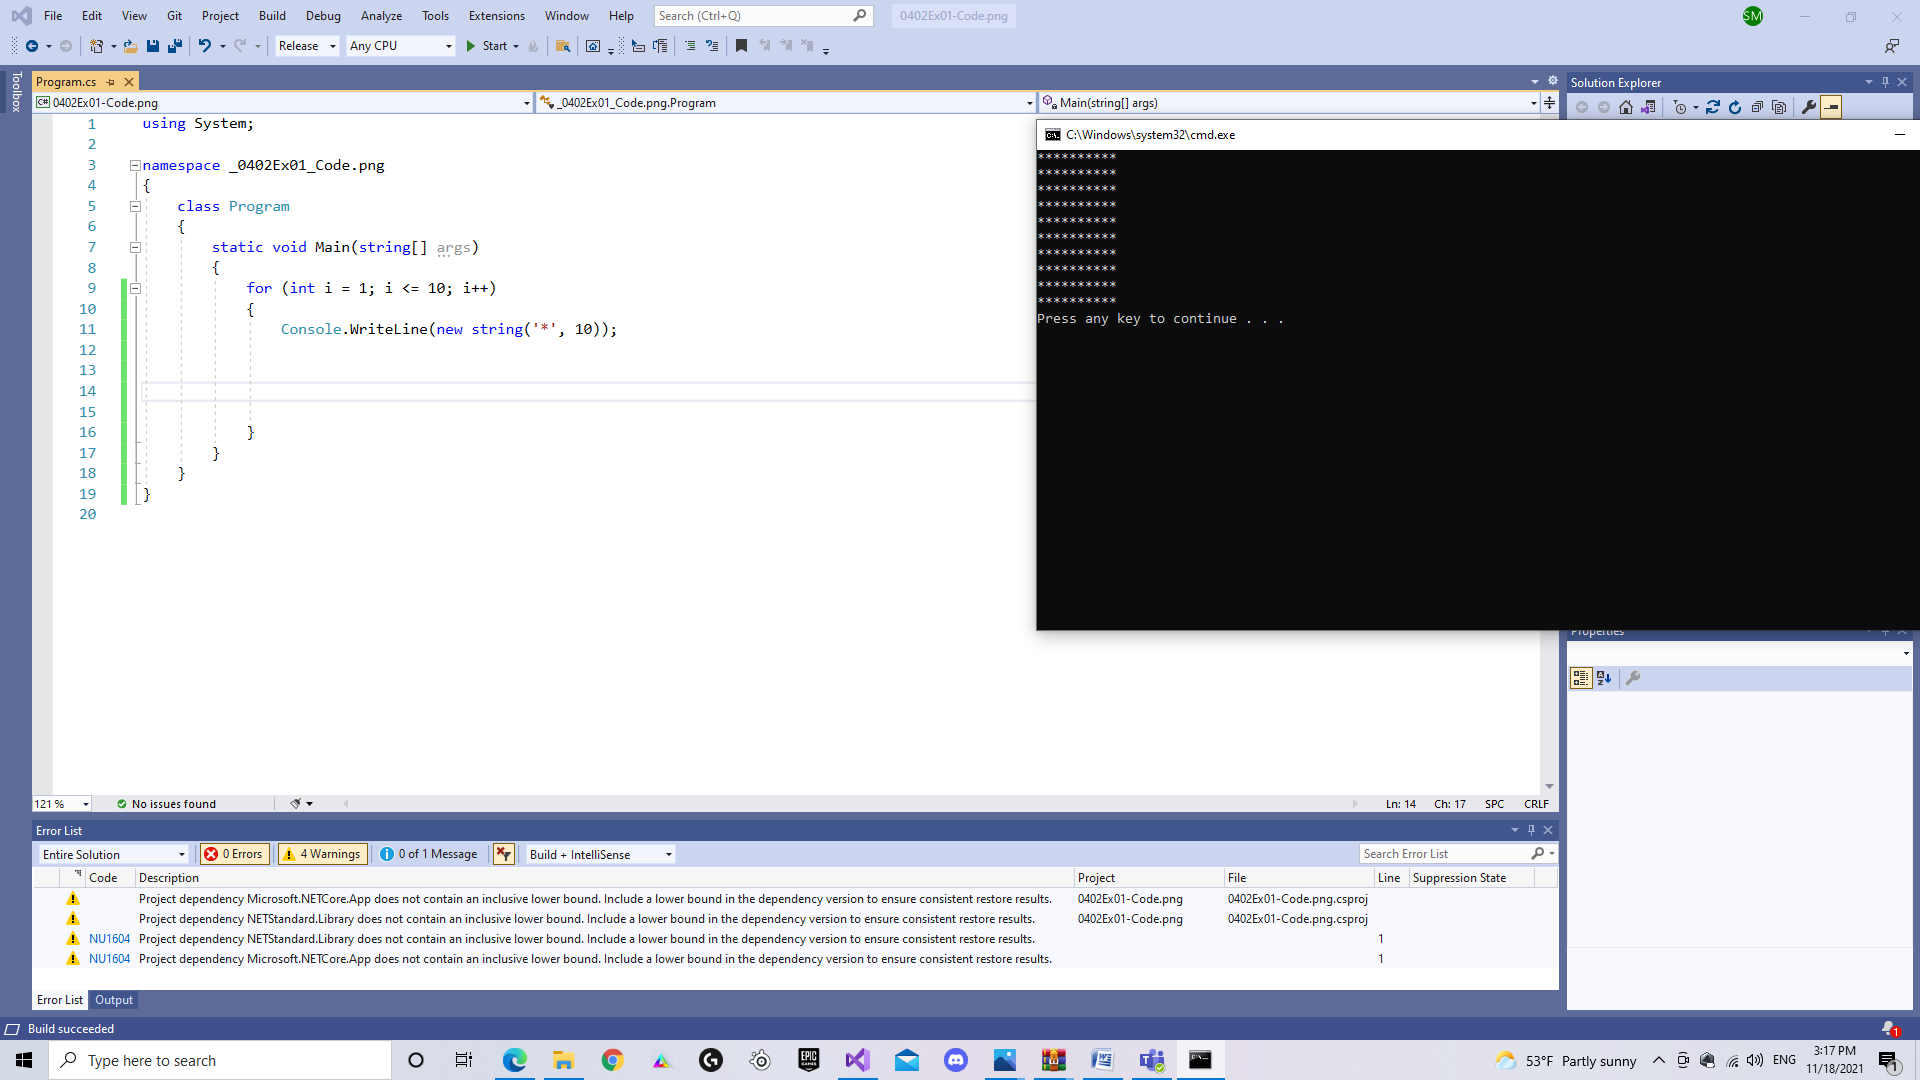 File Edit View Git Project Build Debug Analyze Tools Extensions Window Help Search (Ctrl+Q) 0402Ex01-Code.png SM
Release Any CPU Start
Toolbox
Program.cs
0402Ex01-Code.png _0402Ex01_Code.png.Program Main(string[] args)
1 using System;
2
3 namespace _0402Ex01_Code.png
4 {
5 class Program
6 {
7 static void Main(string[] args)
8 {
9 for (int i = 1; i <= 10; i++)
10 {
11 Console.WriteLine(new string('*', 10));
12
13
14
15
16 }
17 }
18 }
19 }
20
Solution Explorer
C:\Windows\system32\cmd.exe
**********
**********
**********
**********
**********
**********
**********
**********
**********
**********
Press any key to continue . . .
Properties
121 % No issues found Ln: 14 Ch: 17 SPC CRLF
Error List
Entire Solution 0 Errors 4 Warnings 0 of 1 Message Build + IntelliSense Search Error List
Code Description Project File Line Suppression State
Project dependency Microsoft.NETCore.App does not contain an inclusive lower bound. Include a lower bound in the dependency version to ensure consistent restore results. 0402Ex01-Code.png 0402Ex01-Code.png.csproj
Project dependency NETStandard.Library does not contain an inclusive lower bound. Include a lower bound in the dependency version to ensure consistent restore results. 0402Ex01-Code.png 0402Ex01-Code.png.csproj
NU1604 Project dependency NETStandard.Library does not contain an inclusive lower bound. Include a lower bound in the dependency version to ensure consistent restore results. 1
NU1604 Project dependency Microsoft.NETCore.App does not contain an inclusive lower bound. Include a lower bound in the dependency version to ensure consistent restore results. 1
Error List Output
Build succeeded 1
Type here to search EPIC GAMES 53°F Partly sunny ENG 3:17 PM 1
11/18/2021